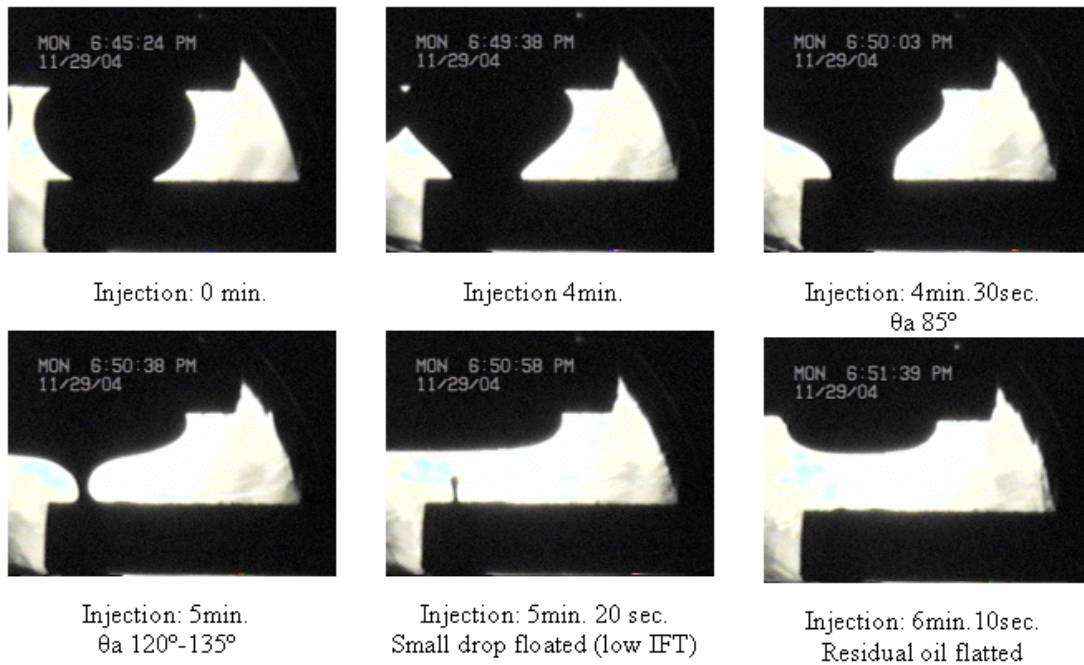 MON 6:45:24 PM
11/29/04
MON 6:49:38 PM
11/29/04
MON 6:50:03 PM
11/29/04
Injection: 0 min.
Injection 4min.
Injection: 4min.30sec.
θa 85°
MON 6:50:38 PM
11/29/04
MON 6:50:58 PM
11/29/04
MON 6:51:39 PM
11/29/04
Injection: 5min.
θa 120°-135°
Injection: 5min. 20 sec.
Small drop floated (low IFT)
Injection: 6min.10sec.
Residual oil flatted